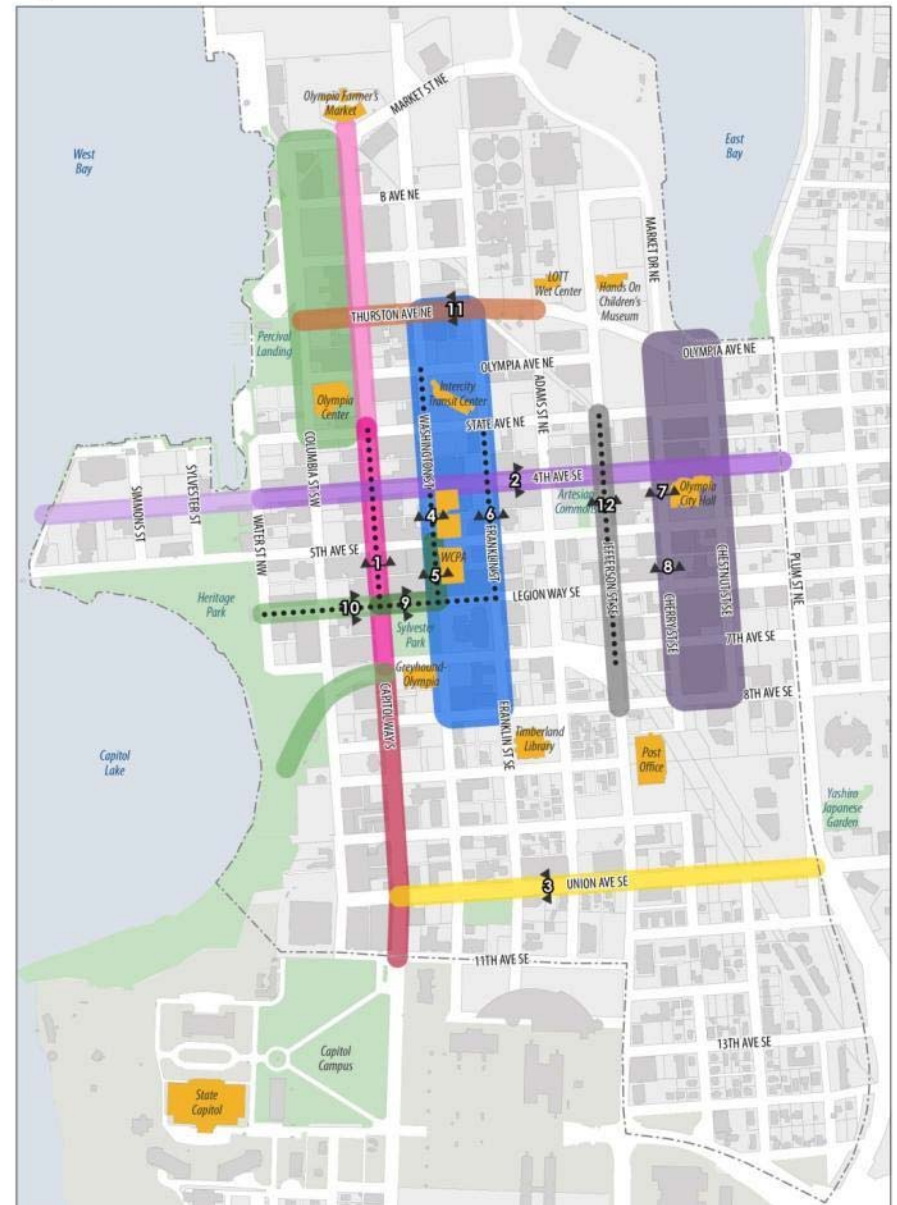 Olympia Farmer's
Market
MARKET ST NE
West
Bay
East
Bay
B AVE NE
MARKET DR NE
LOTT
Wet Center
Hands On
Children's
Museum
11
THURSTON AVE NE
Percival
Landing
OLYMPIA AVE NE
OLYMPIA AVE NE
Intercity
Transit Center
ADAMS ST NE
Olympia
Center
STATE AVE NE
COLUMBIA ST SW
WASHINGTON ST
SYLVESTER ST
SIMMONS ST
2
4TH AVE SE
7
Olympia
City Hall
Artesian
Commons
12
4
6
WATER ST NW
5TH AVE SE
1
WCPA
5
FRANKLIN ST
JEFFERSON ST SE
8
CHERRY ST SE
CHESTNUT ST SE
PLUM ST NE
Heritage
Park
10
9
LEGION WAY SE
Sylvester
Park
7TH AVE SE
Greyhound-
Olympia
CAPITOL WAY S
8TH AVE SE
FRANKLIN ST SE
Timberland
Library
Post
Office
Capitol
Lake
Yashiro
Japanese
Garden
3
UNION AVE SE
11TH AVE SE
13TH AVE SE
Capitol
Campus
State
Capitol